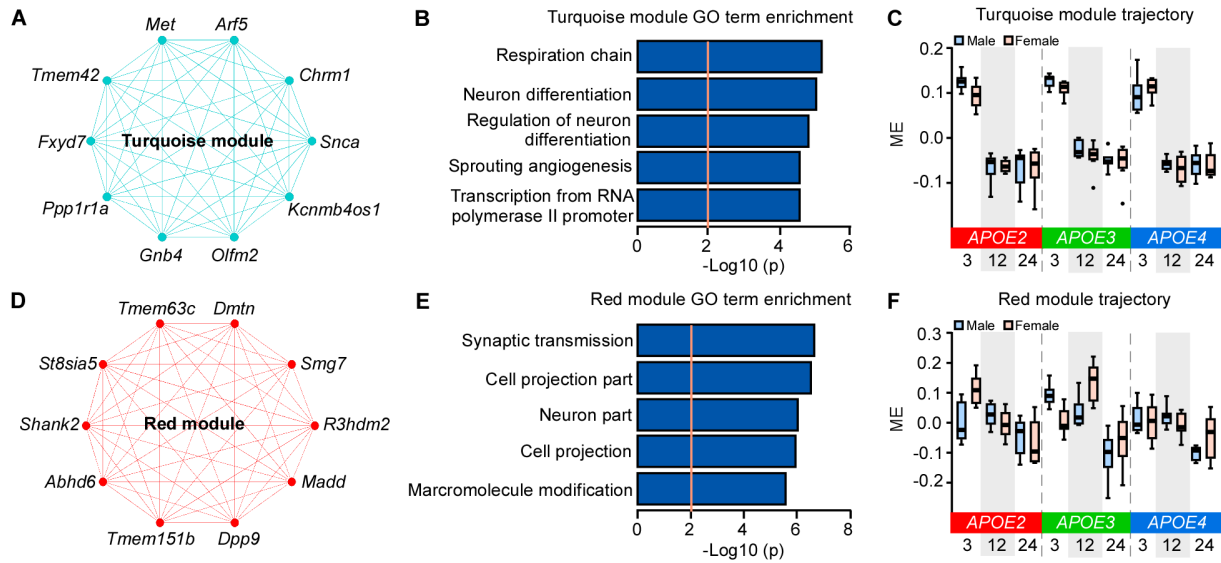 A
Met
Arf5
Tmem42
Chrm1
Fxyd7
Turquoise module
Snca
Ppp1r1a
Kcnmb4os1
Gnb4
Olfm2
B
Turquoise module GO term enrichment
Respiration chain
Neuron differentiation
Regulation of neuron
differentiation
Sprouting angiogenesis
Transcription from RNA
polymerase II promoter
0 2 4 6
-Log10 (p)
C
Turquoise module trajectory
Male Female
ME
0.2
0.1
0.0
-0.1
APOE2 APOE3 APOE4
3 12 24 3 12 24 3 12 24
D
Tmem63c
Dmtn
St8sia5
Smg7
Shank2
Red module
R3hdm2
Abhd6
Madd
Tmem151b
Dpp9
E
Red module GO term enrichment
Synaptic transmission
Cell projection part
Neuron part
Cell projection
Marcromolecule modification
0 2 4 6 8
-Log10 (p)
F
Red module trajectory
Male Female
ME
0.3
0.2
0.1
0.0
-0.1
-0.2
APOE2 APOE3 APOE4
3 12 24 3 12 24 3 12 24